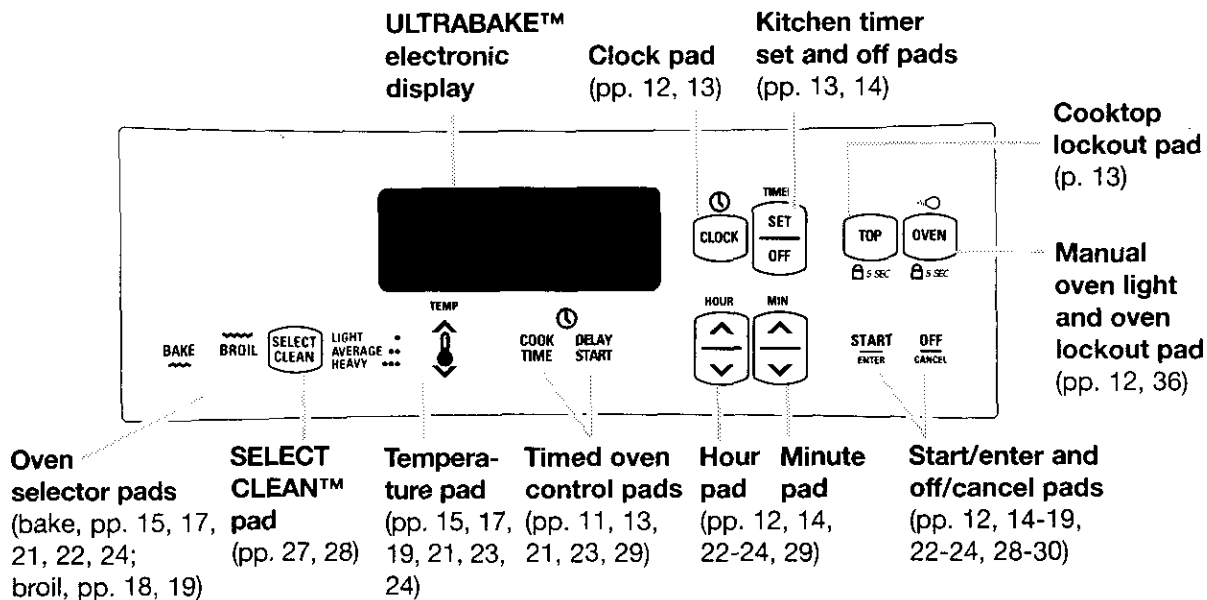 ULTRABAKE™
electronic
display
Clock pad
(pp. 12, 13)
Kitchen timer
set and off pads
(pp. 13, 14)
Cooktop
lockout pad
(p. 13)
Manual
oven light
and oven
lockout pad
(pp. 12, 36)
TIMER
CLOCK
SET
OFF
TOP
OVEN
5 SEC
5 SEC
BAKE
BROIL
SELECT
CLEAN
LIGHT •
AVERAGE ••
HEAVY •••
TEMP
COOK
TIME
DELAY
START
HOUR
MIN
START
ENTER
OFF
CANCEL
Oven
selector pads
(bake, pp. 15, 17,
21, 22, 24;
broil, pp. 18, 19)
SELECT
CLEAN™
pad
(pp. 27, 28)
Tempera-
ture pad
(pp. 15, 17,
19, 21, 23,
24)
Timed oven
control pads
(pp. 11, 13,
21, 23, 29)
Hour
pad
Minute
pad
(pp. 12, 14,
22-24, 29)
Start/enter and
off/cancel pads
(pp. 12, 14-19,
22-24, 28-30)